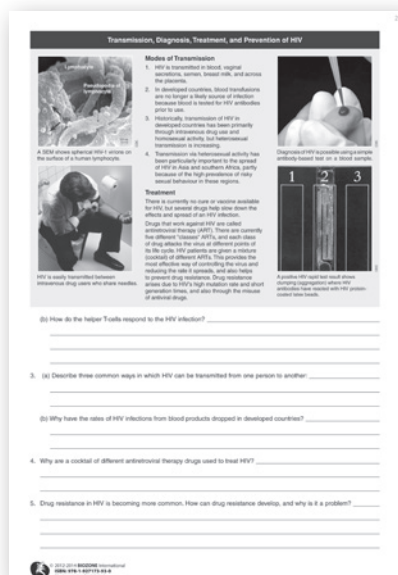 Transmission, Diagnosis, Treatment, and Prevention of HIV
Lymphocyte
Pseudopod of
lymphocyte
A SEM shows spherical HIV-1 virions on
the surface of a human lymphocyte.
HIV is easily transmitted between
intravenous drug users who share needles.
Modes of Transmission
1. HIV is transmitted in blood, vaginal
secretions, semen, breast milk, and across
the placenta.
2. In developed countries, blood transfusions
are no longer a likely source of infection
because blood is tested for HIV antibodies
prior to use.
3. Historically, transmission of HIV in
developed countries has been primarily
through intravenous drug use and
homosexual activity, but heterosexual
transmission is increasing.
4. Transmission via heterosexual activity has
been particularly important to the spread
of HIV in Asia and southern Africa, partly
because of the high prevalence of risky
sexual behaviour in these regions.
Treatment
There is currently no cure or vaccine available
for HIV, but several drugs help slow down the
effects and spread of an HIV infection.
Drugs that work against HIV are called
antiretroviral therapy (ART). There are currently
five different "classes" ARTs, and each class
of drug attacks the virus at different points of
its life cycle. HIV patients are given a mixture
(cocktail) of different ARTs. This provides the
most effective way of controlling the virus and
reducing the rate it spreads, and also helps
to prevent drug resistance. Drug resistance
arises due to HIV's high mutation rate and short
generation times, and also through the misuse
of antiviral drugs.
Diagnosis of HIV is possible using a simple
antibody-based test on a blood sample.
1 2 3
A positive HIV rapid test result shows
clumping (aggregation) where HIV
antibodies have reacted with HIV protein-
coated latex beads.
(b) How do the helper T-cells respond to the HIV infection?
3. (a) Describe three common ways in which HIV can be transmitted from one person to another:
(b) Why have the rates of HIV infections from blood products dropped in developed countries?
4. Why are a cocktail of different antiretroviral therapy drugs used to treat HIV?
5. Drug resistance in HIV is becoming more common. How can drug resistance develop, and why is it a problem?
© 2012-2014 BIOZONE International